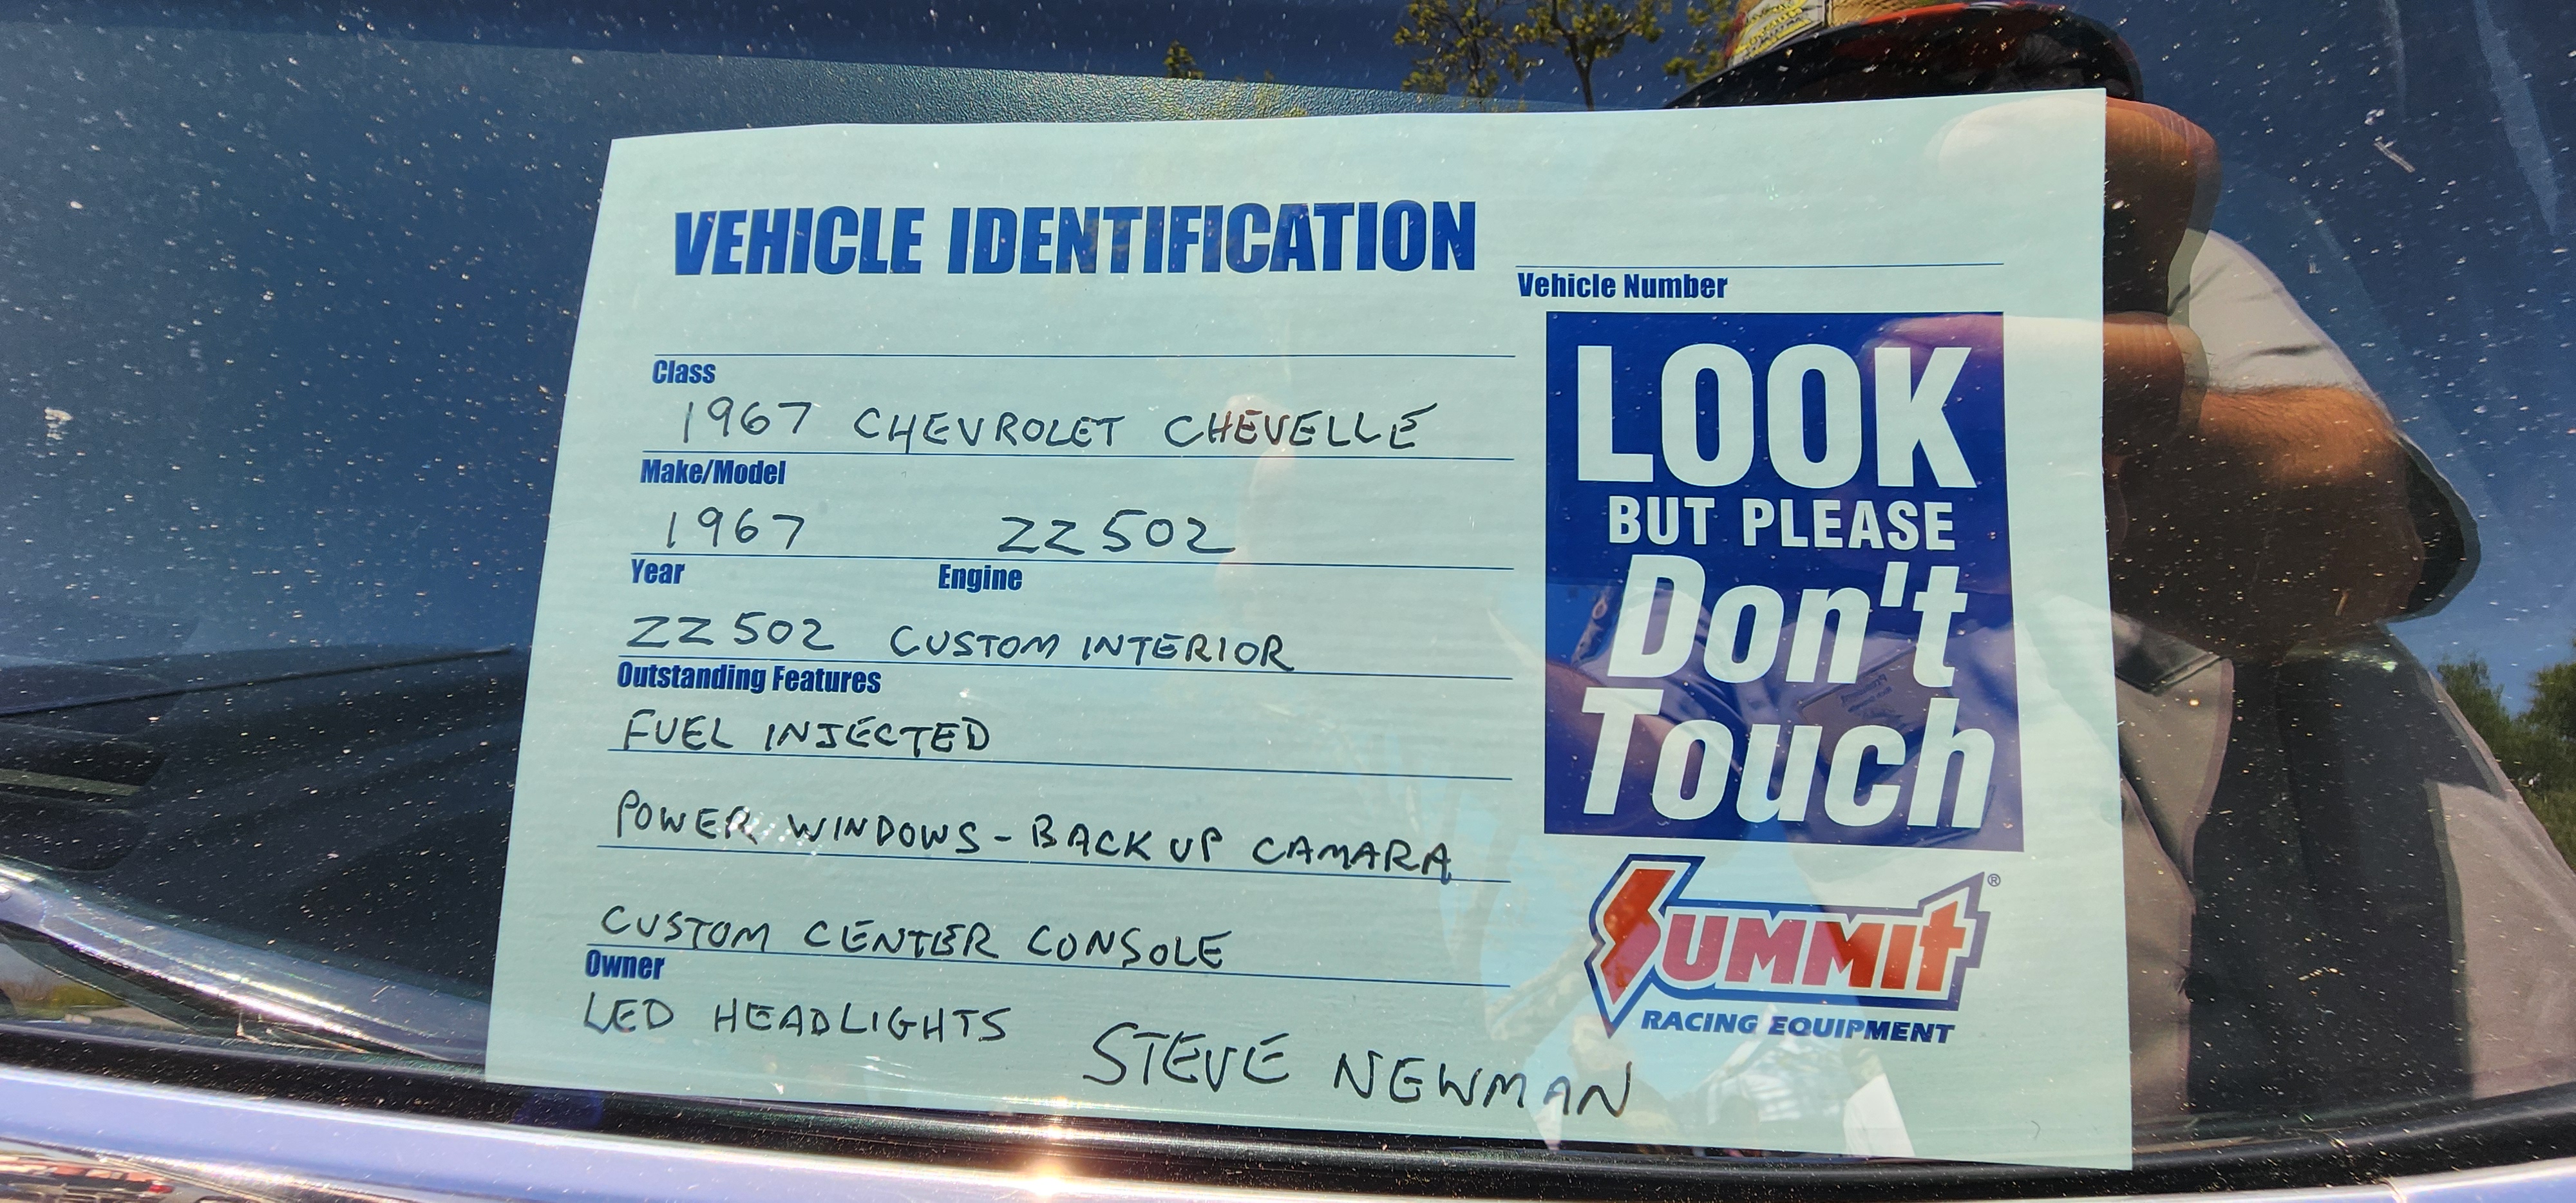 VEHICLE IDENTIFICATION
Vehicle Number
Class
1967 CHEVROLET CHEVELLE
Make/Model
1967 ZZ502
Year Engine
ZZ502 CUSTOM INTERIOR
Outstanding Features
FUEL INJECTED
POWER WINDOWS - BACK UP CAMARA
CUSTOM CENTER CONSOLE
Owner
LED HEADLIGHTS STEVE NEWMAN
LOOK
BUT PLEASE
Don't
Touch
SUMMIT®
RACING EQUIPMENT